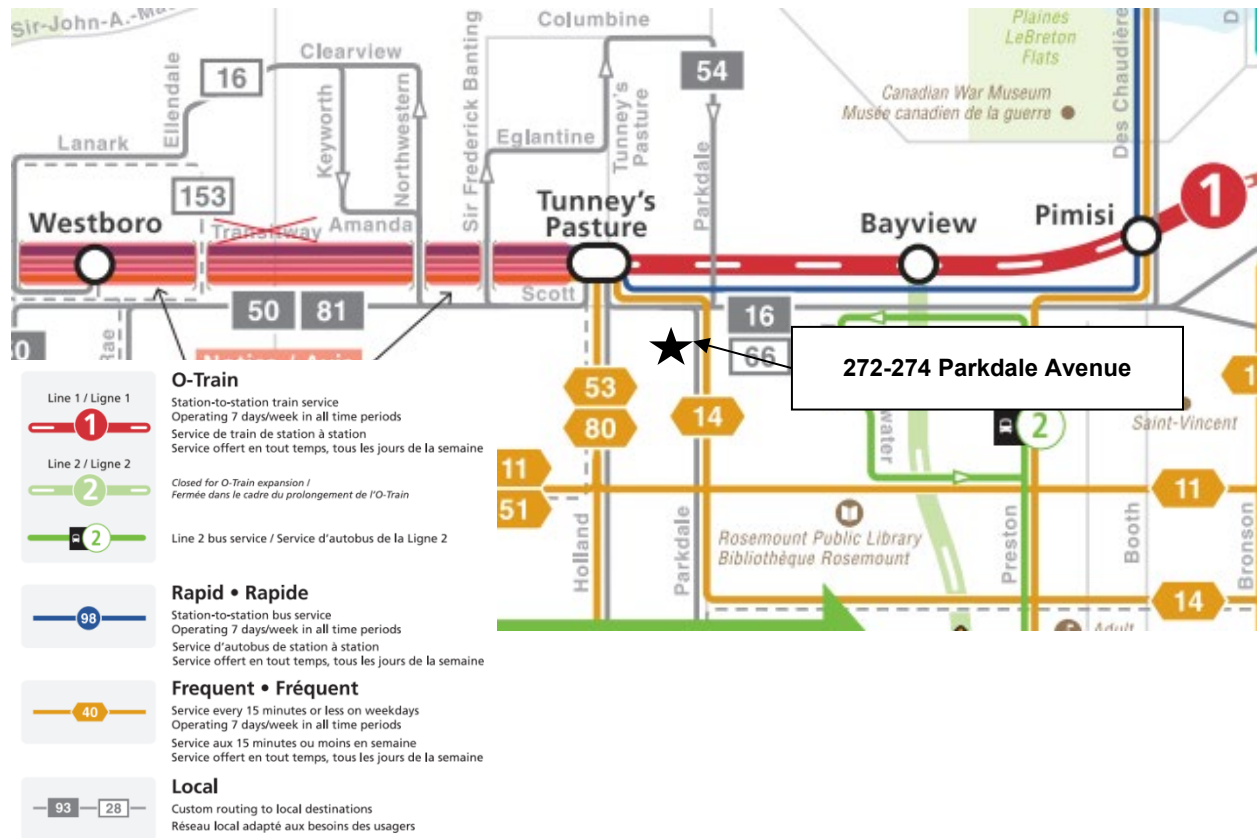 Sir-John-A.-Ma
Columbine
Clearview
Ellendale
16
Keyworth
Northwestern
Sir Frederick Banting
Tunney's
Pasture
54
Plaines
LeBreton
Flats
Canadian War Museum
Musée canadien de la guerre
Des Chaudière
D
Lanark
Eglantine
Parkdale
153
Westboro
Transitway
Amanda
Tunney's
Pasture
Bayview
Pimisi
1
Scott
50
81
16
66
Rae
0
Notice / Avis
272-274 Parkdale Avenue
53
80
14
water
2
Saint-Vincent
1
11
51
11
Holland
Parkdale
Rosemount Public Library
Bibliothèque Rosemount
Preston
Booth
Bronson
14
Adult
Line 1 / Ligne 1
1
O-Train
Station-to-station train service
Operating 7 days/week in all time periods
Service de train de station à station
Service offert en tout temps, tous les jours de la semaine
Line 2 / Ligne 2
2
Closed for O-Train expansion /
Fermée dans le cadre du prolongement de l'O-Train
2
Line 2 bus service / Service d'autobus de la Ligne 2
98
Rapid • Rapide
Station-to-station bus service
Operating 7 days/week in all time periods
Service d'autobus de station à station
Service offert en tout temps, tous les jours de la semaine
40
Frequent • Fréquent
Service every 15 minutes or less on weekdays
Operating 7 days/week in all time periods
Service aux 15 minutes ou moins en semaine
Service offert en tout temps, tous les jours de la semaine
93
28
Local
Custom routing to local destinations
Réseau local adapté aux besoins des usagers